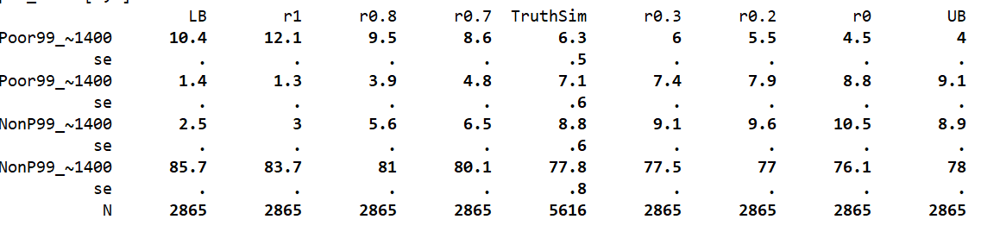 LB r1 r0.8 r0.7 TruthSim r0.3 r0.2 r0 UB
Poor99_~1400 10.4 12.1 9.5 8.6 6.3 6 5.5 4.5 4
se . . . . .5 . . . .
Poor99_~1400 1.4 1.3 3.9 4.8 7.1 7.4 7.9 8.8 9.1
se . . . . .6 . . . .
NonP99_~1400 2.5 3 5.6 6.5 8.8 9.1 9.6 10.5 8.9
se . . . . .6 . . . .
NonP99_~1400 85.7 83.7 81 80.1 77.8 77.5 77 76.1 78
se . . . . .8 . . . .
N 2865 2865 2865 2865 5616 2865 2865 2865 2865